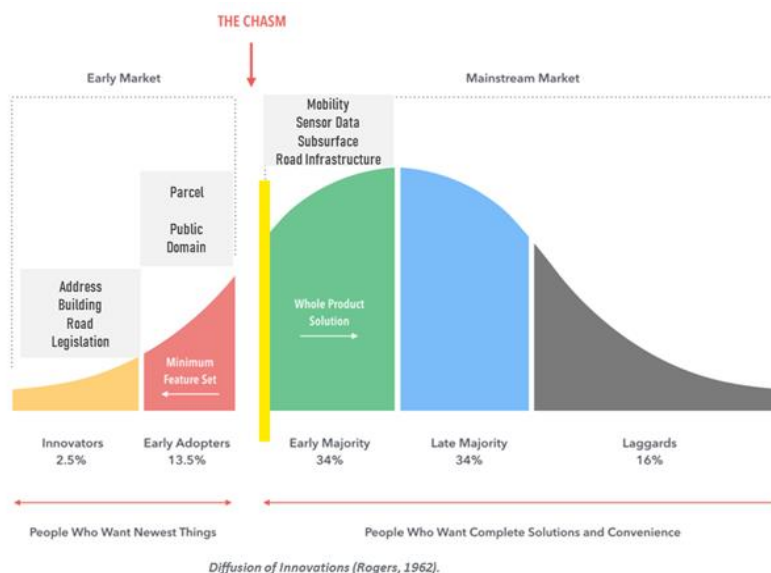 THE CHASM
Early Market
Mainstream Market
Mobility
Sensor Data
Subsurface
Road Infrastructure
Parcel
Public
Domain
Address
Building
Road
Legislation
Whole Product
Solution
Minimum
Feature Set
Innovators
2.5%
Early Adopters
13.5%
Early Majority
34%
Late Majority
34%
Laggards
16%
People Who Want Newest Things
People Who Want Complete Solutions and Convenience
Diffusion of Innovations (Rogers, 1962).